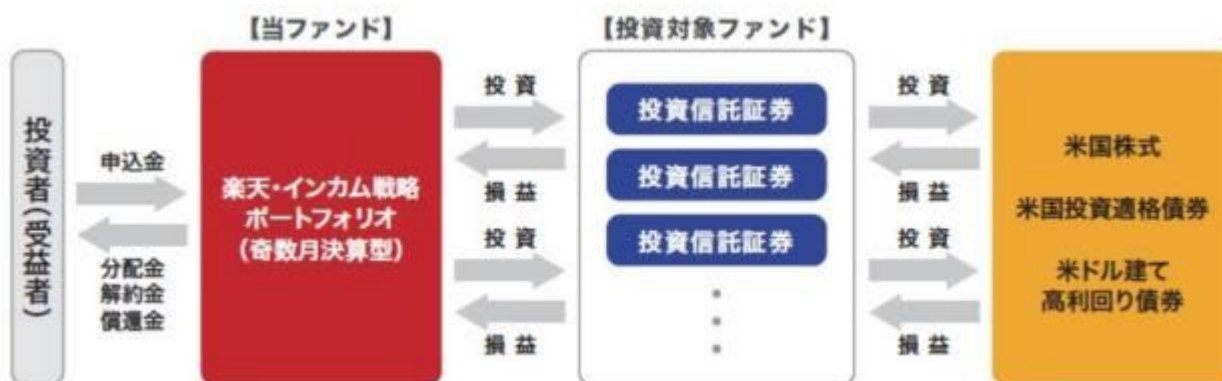 【当ファンド】
【投資対象ファンド】
投資者(受益者)
申込金
分配金
解約金
償還金
楽天・インカム戦略
ポートフォリオ
(奇数月決算型)
投資
損益
投資
損益
投資信託証券
投資信託証券
投資信託証券
投資
損益
投資
損益
米国株式
米国投資適格債券
米ドル建て
高利回り債券